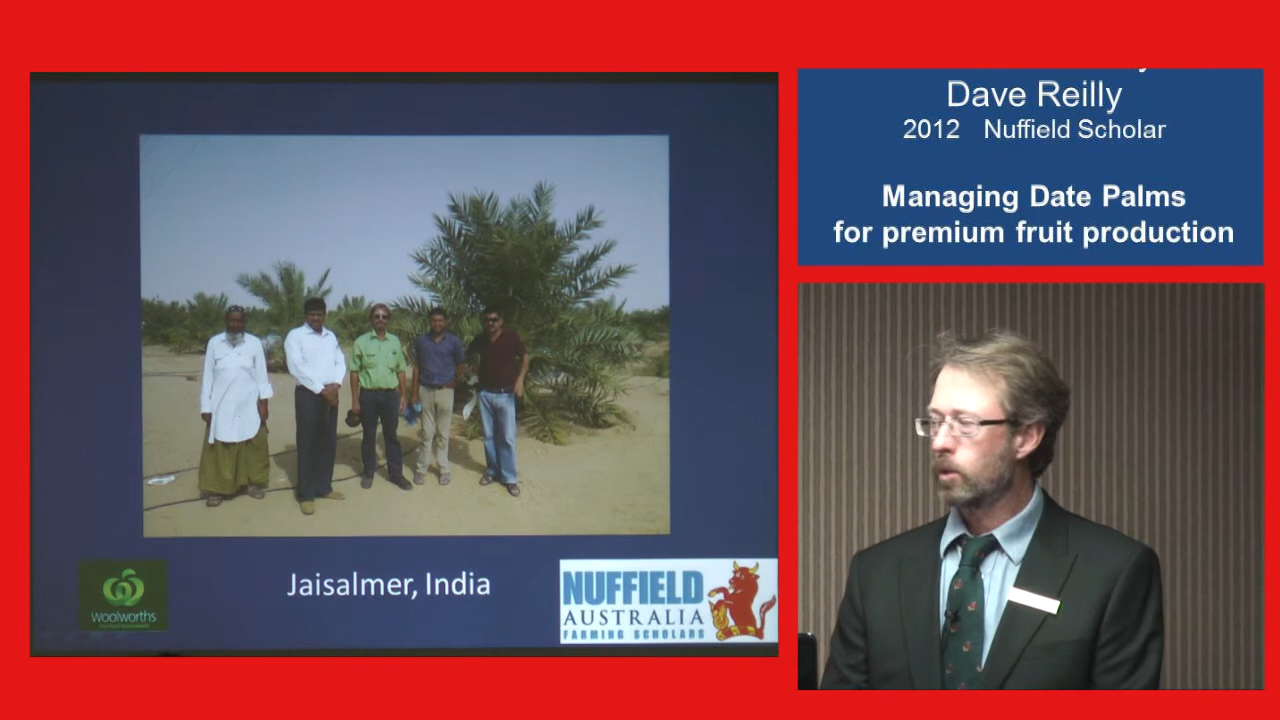 Dave Reilly
2012 Nuffield Scholar
Managing Date Palms
for premium fruit production
Jaisalmer, India
woolworths
NUFFIELD
AUSTRALIA
FARMING SCHOLARS